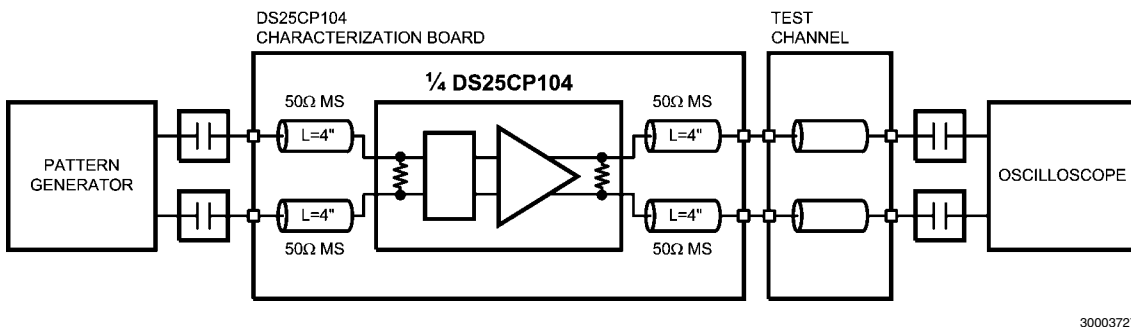 DS25CP104
CHARACTERIZATION BOARD
TEST
CHANNEL
¼ DS25CP104
50Ω MS
50Ω MS
L=4"
L=4"
PATTERN
GENERATOR
OSCILLOSCOPE
L=4"
L=4"
50Ω MS
50Ω MS